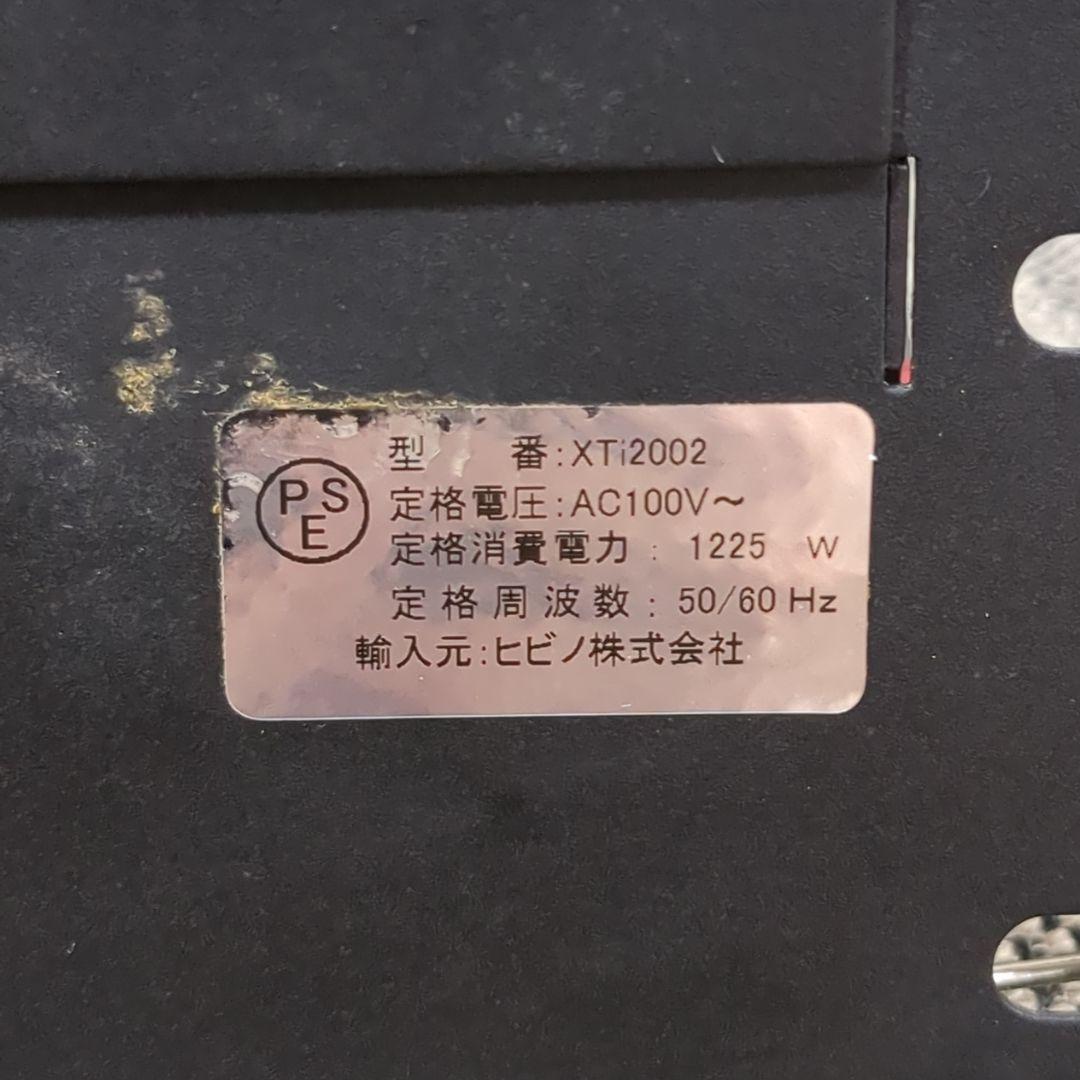 PSE
型 番:XTi2002
定格電圧:AC100V～
定格消費電力: 1225 W
定格周波数: 50/60 Hz
輸入元:ヒビノ株式会社